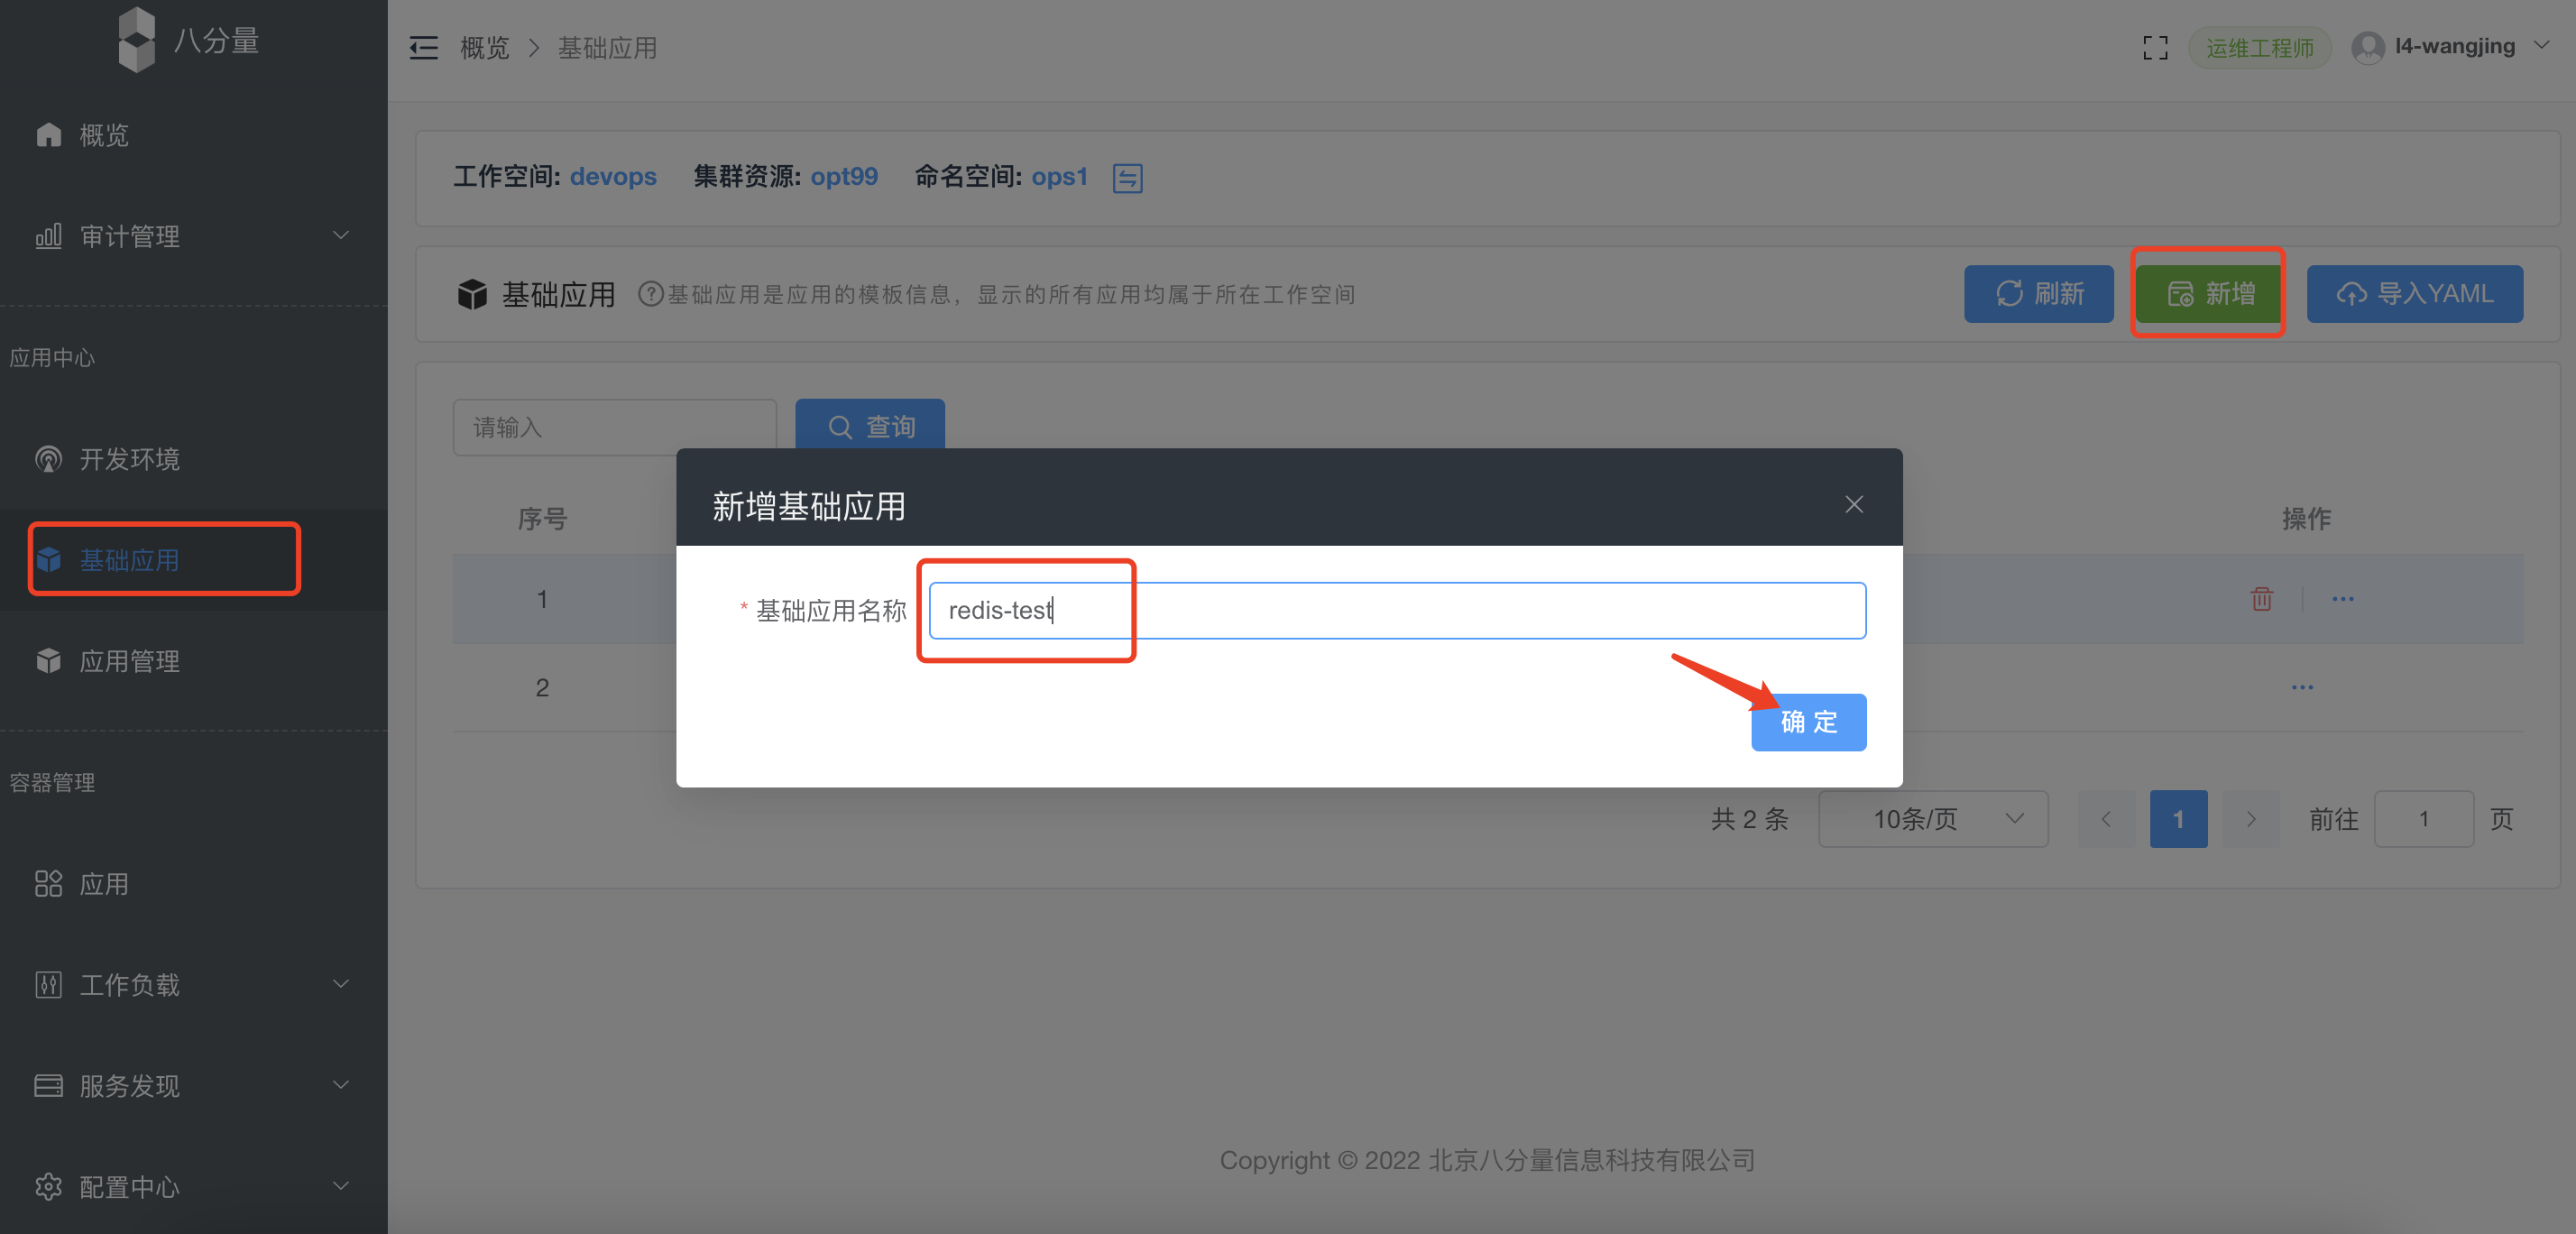 八分量
概览
审计管理
应用中心
开发环境
基础应用
应用管理
容器管理
应用
工作负载
服务发现
配置中心
概览 > 基础应用
运维工程师
l4-wangjing
工作空间: devops 集群资源: opt99 命名空间: ops1
基础应用
基础应用是应用的模板信息，显示的所有应用均属于所在工作空间
刷新
新增
导入YAML
请输入
查询
序号
操作
1
2
新增基础应用
* 基础应用名称
redis-test
确 定
共 2 条
10条/页
1
前往 1 页
Copyright © 2022 北京八分量信息科技有限公司